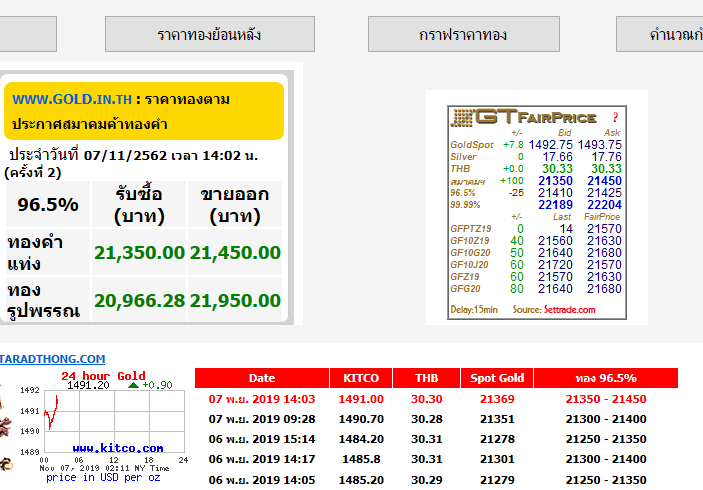 ราคาทองย้อนหลัง
กราฟราคาทอง
คำนวณกำ
WWW.GOLD.IN.TH : ราคาทองตาม
ประกาศสมาคมค้าทองคำ
ประจำวันที่ 07/11/2562 เวลา 14:02 น.
(ครั้งที่ 2)
96.5% รับซื้อ (บาท) ขายออก (บาท)
ทองคำแท่ง 21,350.00 21,450.00
ทองรูปพรรณ 20,966.28 21,950.00
GT FAIRPRICE ?
+/- Bid Ask
GoldSpot +7.8 1492.75 1493.75
Silver 0 17.66 17.76
THB +0.0 30.33 30.33
สมาคมฯ +100 21350 21450
96.5% -25 21410 21425
99.99% 22189 22204
+/- Last FairPrice
GFPTZ19 0 14 21570
GF10Z19 40 21560 21630
GF10G20 50 21640 21680
GF10J20 60 21720 21570
GFZ19 60 21570 21630
GFG20 80 21640 21680
Delay:15min Source: Settrade.com
TARADTHONG.COM
24 hour Gold
1491.20 +0.90
1492
1491
1490
1489
www.kitco.com
00 06 12 18 24
Nov 07, 2019 02:11 NY Time
price in USD per oz
Date KITCO THB Spot Gold ทอง 96.5%
07 พ.ย. 2019 14:03 1491.00 30.30 21369 21350 - 21450
07 พ.ย. 2019 09:28 1490.70 30.28 21351 21300 - 21400
06 พ.ย. 2019 15:14 1484.20 30.31 21278 21250 - 21350
06 พ.ย. 2019 14:17 1485.8 30.31 21301 21300 - 21400
06 พ.ย. 2019 14:05 1485.20 30.29 21279 21250 - 21350